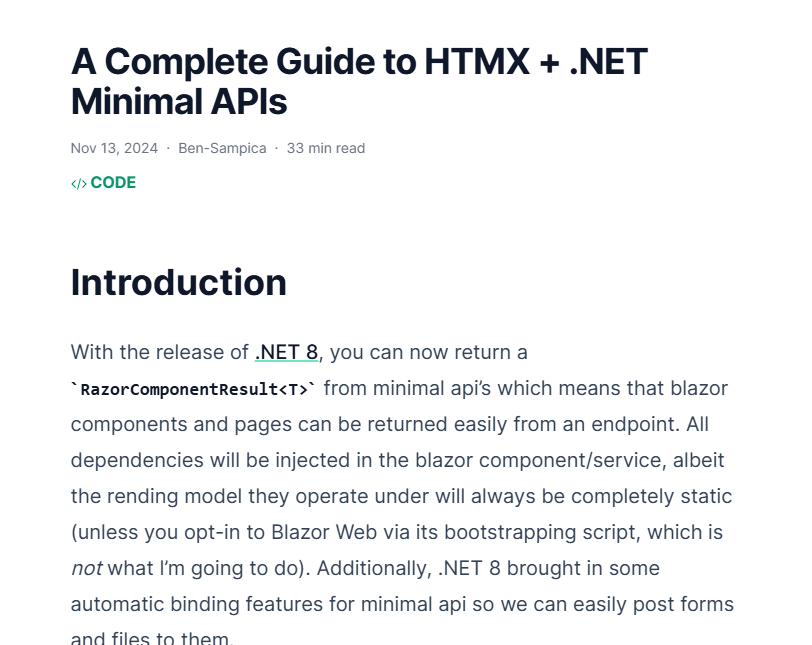 A Complete Guide to HTMX + .NET
Minimal APIs
Nov 13, 2024 · Ben-Sampica · 33 min read
</> CODE
Introduction
With the release of .NET 8, you can now return a
`RazorComponentResult<T>` from minimal api’s which means that blazor
components and pages can be returned easily from an endpoint. All
dependencies will be injected in the blazor component/service, albeit
the rending model they operate under will always be completely static
(unless you opt-in to Blazor Web via its bootstrapping script, which is
not what I’m going to do). Additionally, .NET 8 brought in some
automatic binding features for minimal api so we can easily post forms
and files to them.